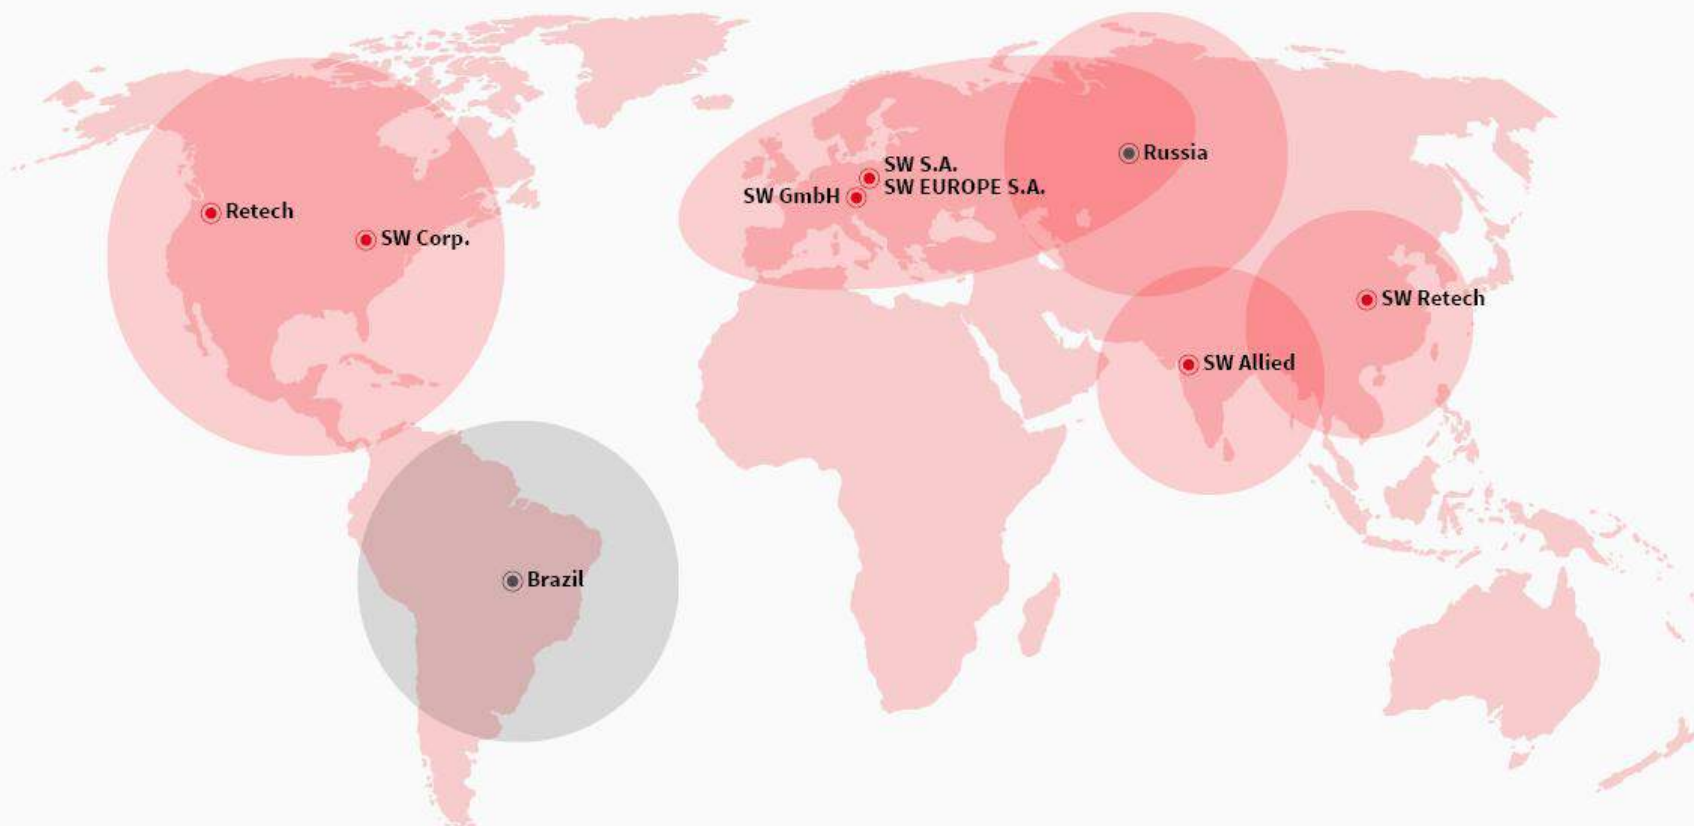 SW S.A.
Russia
SW EUROPE S.A.
SW GmbH
Retech
SW Corp.
SW Retech
SW Allied
Brazil